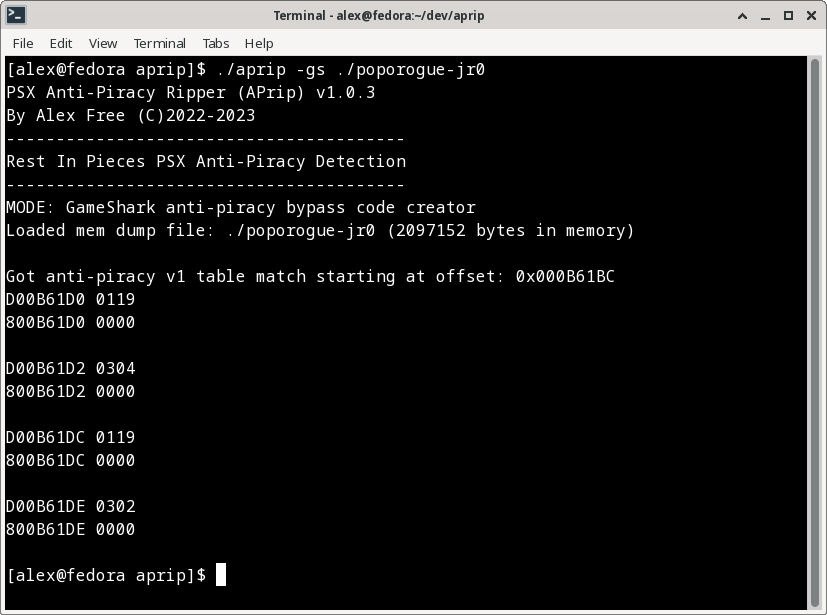 Terminal - alex@fedora:~/dev/aprip
File Edit View Terminal Tabs Help
[alex@fedora aprip]$ ./aprip -gs ./poporogue-jr0
PSX Anti-Piracy Ripper (APrip) v1.0.3
By Alex Free (C)2022-2023
----------------------------------------
Rest In Pieces PSX Anti-Piracy Detection
----------------------------------------
MODE: GameShark anti-piracy bypass code creator
Loaded mem dump file: ./poporogue-jr0 (2097152 bytes in memory)
Got anti-piracy v1 table match starting at offset: 0x000B61BC
D00B61D0 0119
800B61D0 0000
D00B61D2 0304
800B61D2 0000
D00B61DC 0119
800B61DC 0000
D00B61DE 0302
800B61DE 0000
[alex@fedora aprip]$